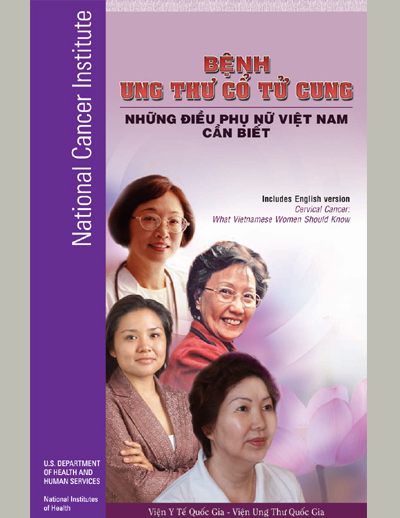 National Cancer Institute
BỆNH
UNG THƯ CỔ TỬ CUNG
NHỮNG ĐIỀU PHỤ NỮ VIỆT NAM
CẦN BIẾT
Includes English version
Cervical Cancer:
What Vietnamese Women Should Know
U.S. DEPARTMENT
OF HEALTH AND
HUMAN SERVICES
National Institutes
of Health
Viện Y Tế Quốc Gia - Viện Ung Thư Quốc Gia